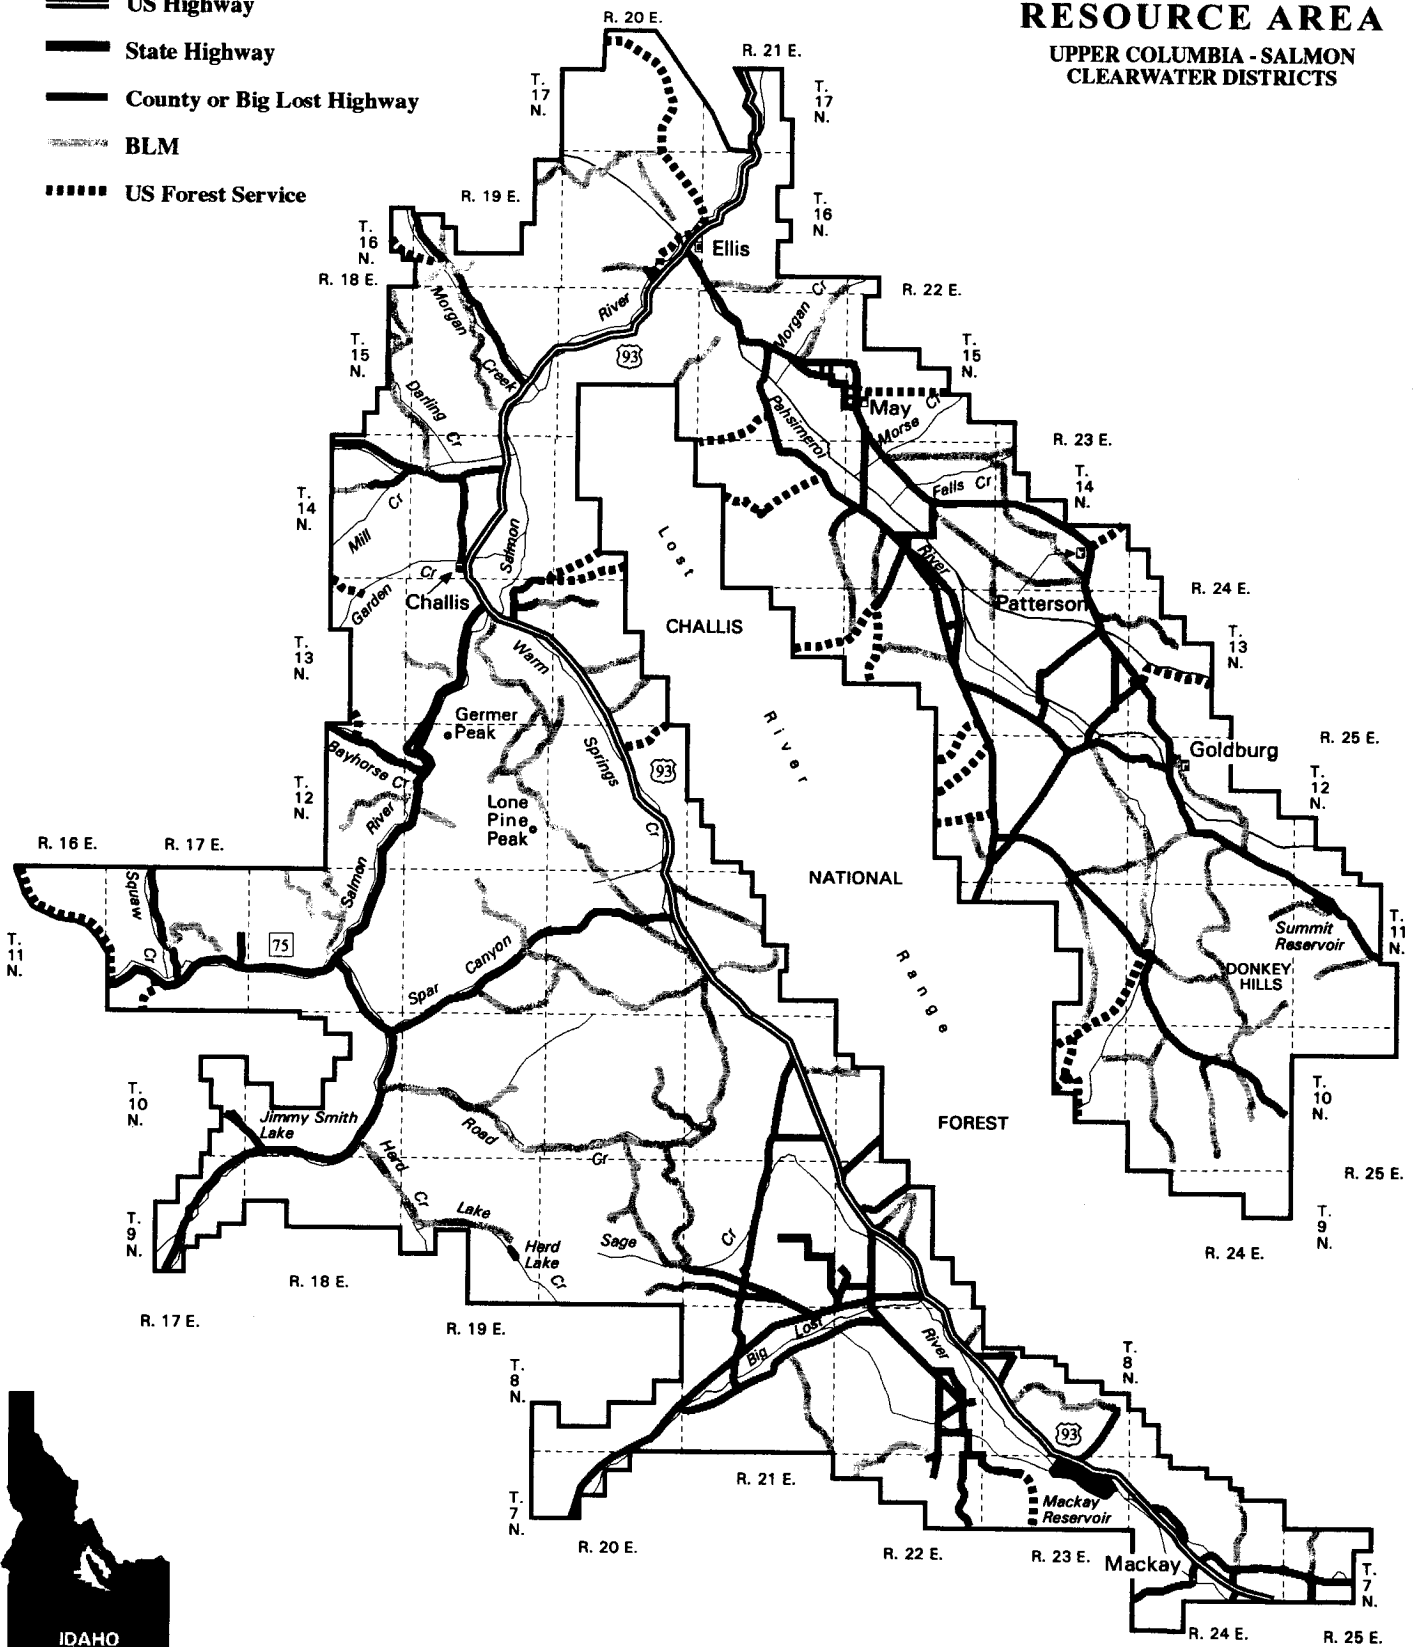 US Highway
State Highway
County or Big Lost Highway
BLM
US Forest Service
RESOURCE AREA
UPPER COLUMBIA - SALMON
CLEARWATER DISTRICTS
R. 20 E.
R. 21 E.
T.
17
N.
T.
17
N.
R. 19 E.
T.
16
N.
T.
16
N.
Ellis
R. 18 E.
R. 22 E.
Morgan
Creek
River
93
Morgan Cr
T.
15
N.
T.
15
N.
Darling
Cr
Pahsimeroi
May
Morse Cr
R. 23 E.
T.
14
N.
T.
14
N.
Falls Cr
Mill
Cr
Salmon
Lost
River
Garden
Cr
Challis
CHALLIS
Patterson
R. 24 E.
T.
13
N.
T.
13
N.
Warm
River
Germer
Peak
Springs
93
Goldburg
R. 25 E.
Bayhorse Cr
T.
12
N.
T.
12
N.
Lone
Pine
Peak
River
Cr
R. 16 E.
R. 17 E.
NATIONAL
Squaw
Cr
Salmon
T.
11
N.
75
Canyon
Spar
Range
Summit
Reservoir
T.
11
N.
DONKEY
HILLS
T.
10
N.
Jimmy Smith
Lake
Road
Cr
FOREST
T.
10
N.
Herd
Cr
R. 25 E.
T.
9
N.
Lake
Sage
Cr
Herd
Lake
Cr
T.
9
N.
R. 24 E.
R. 18 E.
R. 17 E.
R. 19 E.
Lost
Big
River
T.
8
N.
T.
8
N.
93
R. 21 E.
T.
7
N.
Mackay
Reservoir
R. 20 E.
R. 22 E.
R. 23 E.
Mackay
T.
7
N.
IDAHO
R. 24 E.
R. 25 E.